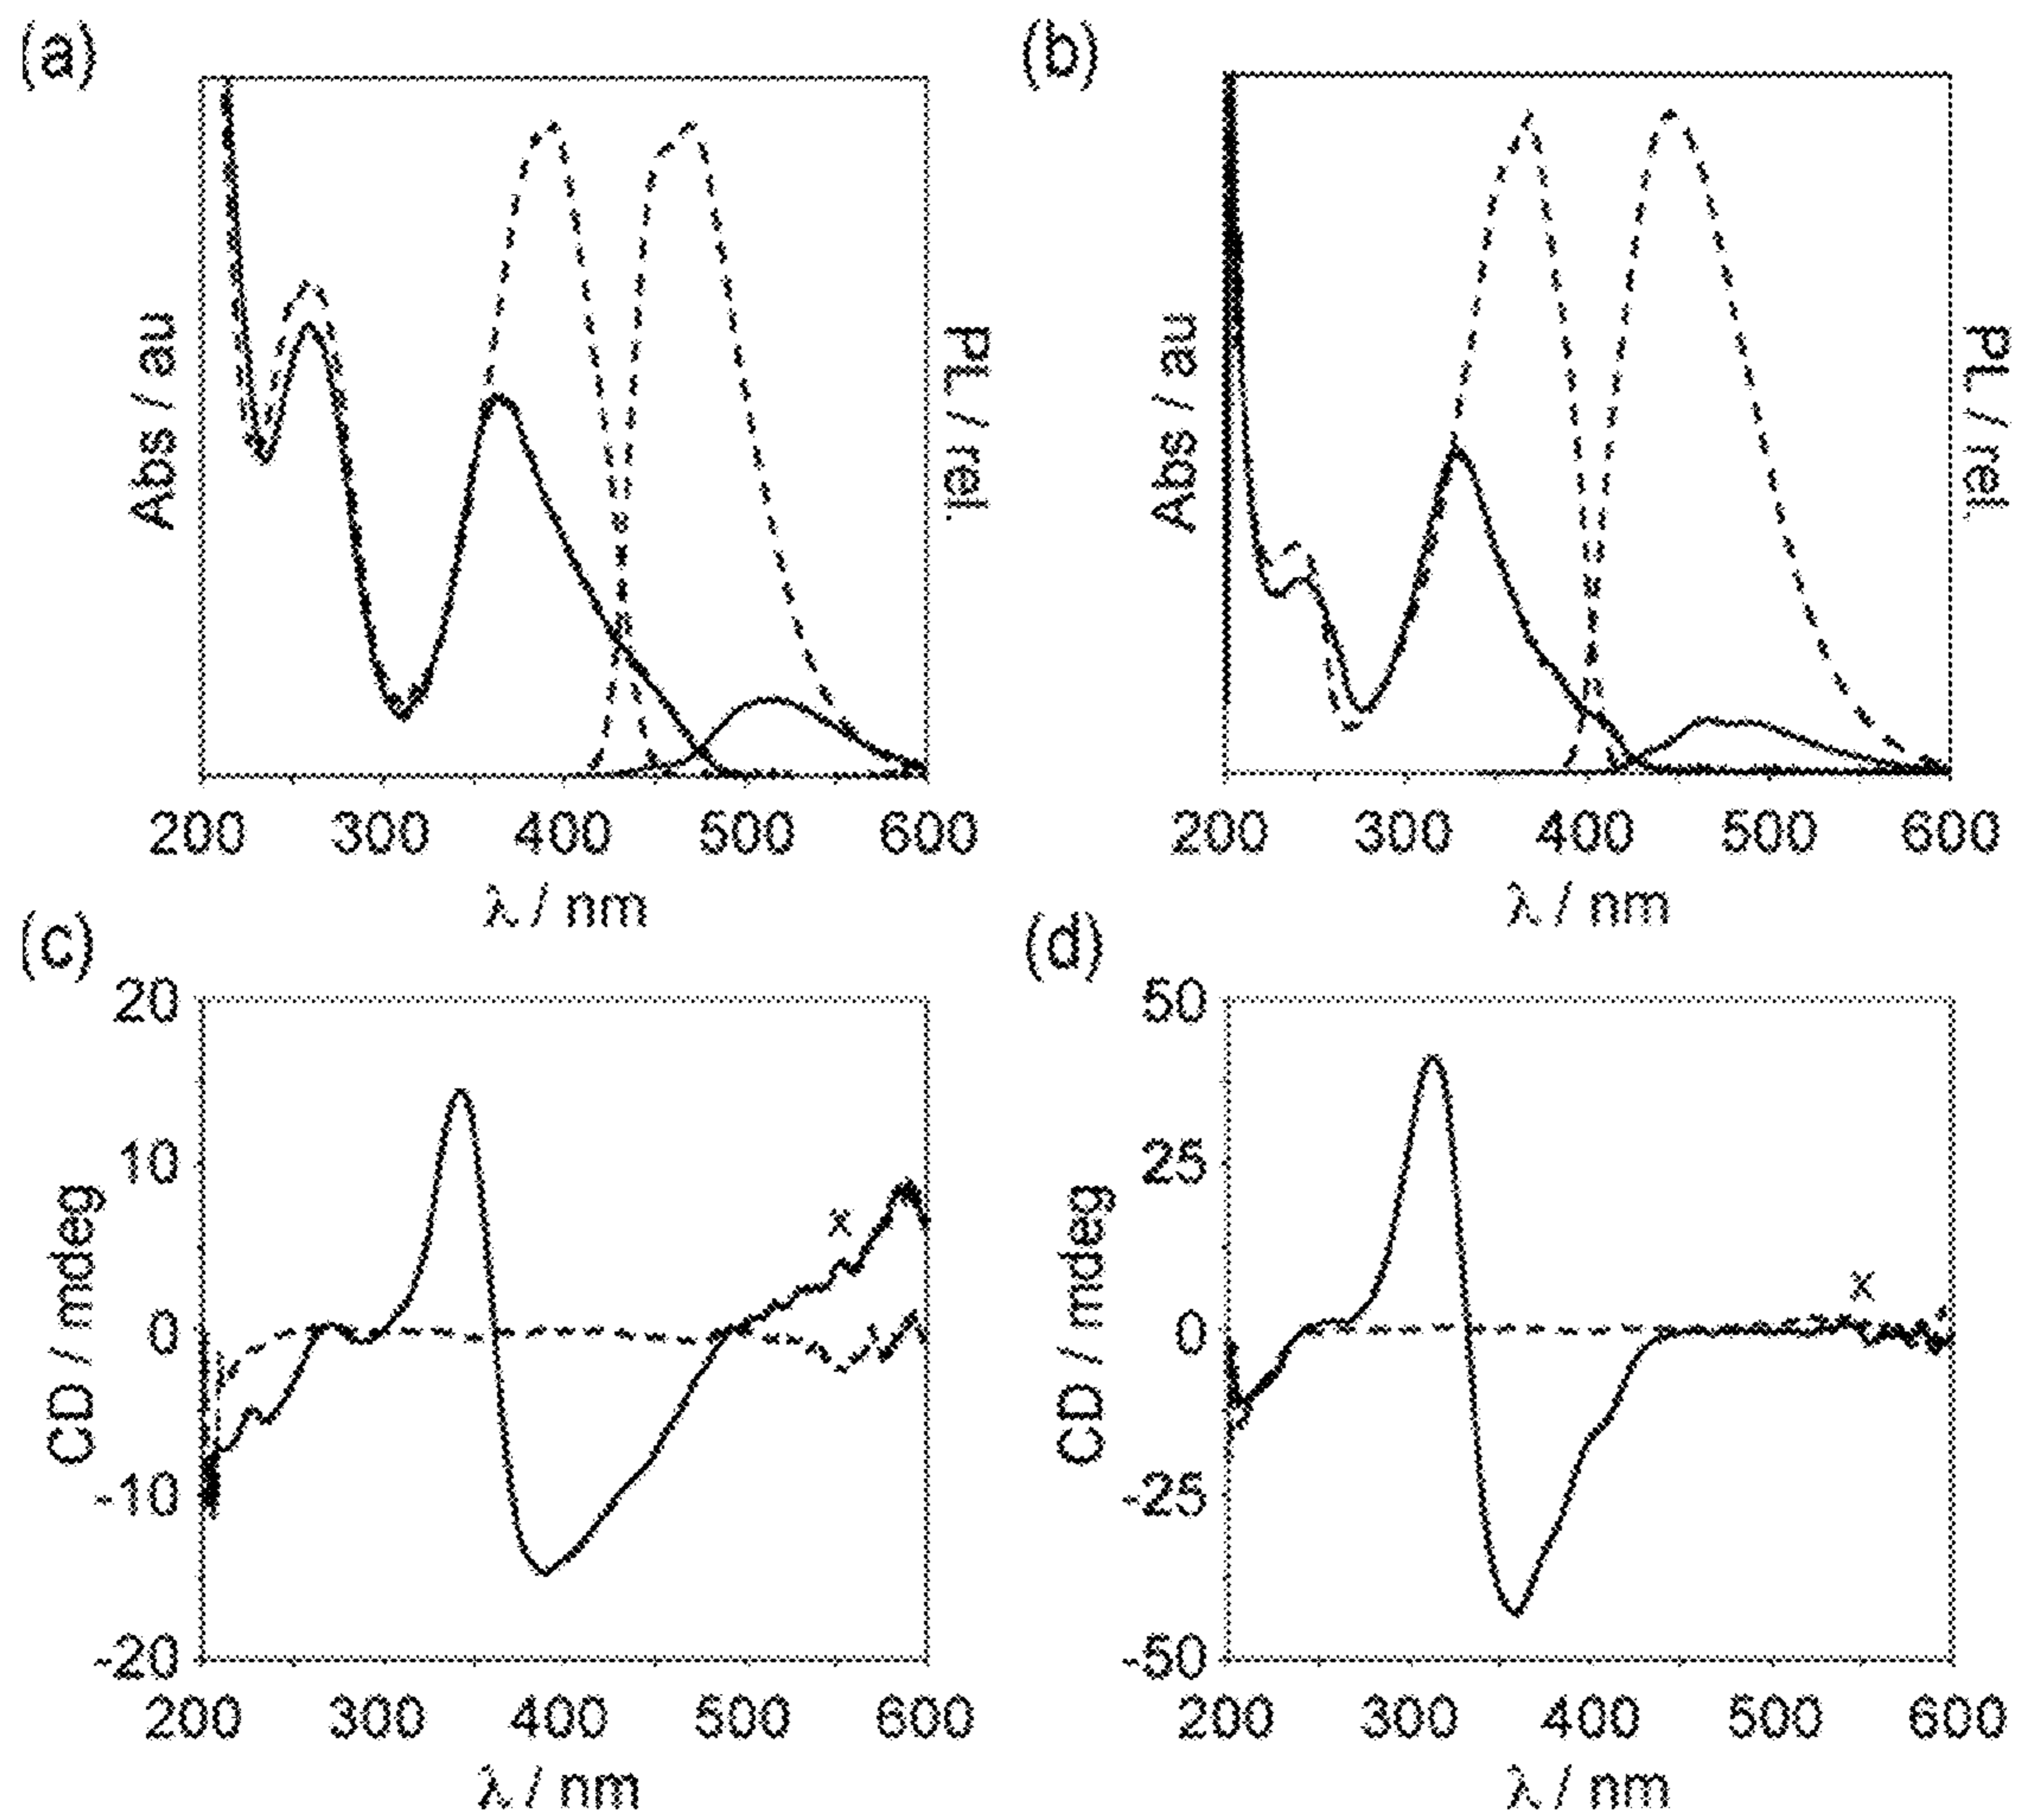 (a)
(b)
Abs / au
PL / rel.
Abs / au
PL / rel.
200 300 400 500 600
200 300 400 500 600
λ / nm
λ / nm
(c)
(d)
20
10
0
-10
-20
CD / mdeg
x
50
25
0
-25
-50
CD / mdeg
x
200 300 400 500 600
200 300 400 500 600
λ / nm
λ / nm